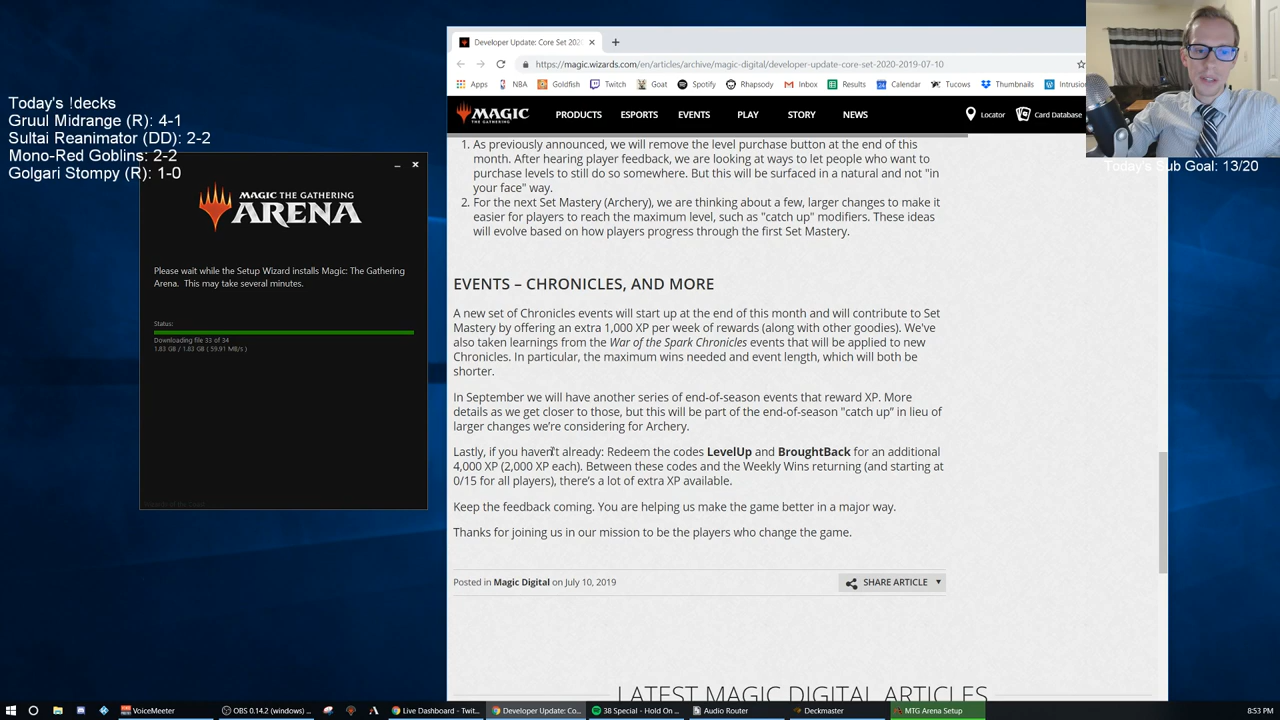 Today's !decks
Gruul Midrange (R): 4-1
Sultai Reanimator (DD): 2-2
Mono-Red Goblins: 2-2
Golgari Stompy (R): 1-0
MAGIC THE GATHERING
ARENA
Please wait while the Setup Wizard installs Magic: The Gathering
Arena. This may take several minutes.
Status:
Downloading file 33 of 34
1.83 GB / 1.83 GB ( 59.91 MB/s )
Developer Update: Core Set 202
https://magic.wizards.com/en/articles/archive/magic-digital/developer-update-core-set-2020-2019-07-10
Apps NBA Goldfish Twitch Goat Spotify Rhapsody Inbox Results Calendar Tucows Thumbnails Intrusion
MAGIC
THE GATHERING
PRODUCTS ESPORTS EVENTS PLAY STORY NEWS Locator Card Database
Today's Sub Goal: 13/20
1. As previously announced, we will remove the level purchase button at the end of this
month. After hearing player feedback, we are looking at ways to let people who want to
purchase levels to still do so somewhere. But this will be surfaced in a natural and not "in
your face" way.
2. For the next Set Mastery (Archery), we are thinking about a few, larger changes to make it
easier for players to reach the maximum level, such as "catch up" modifiers. These ideas
will evolve based on how players progress through the first Set Mastery.
EVENTS – CHRONICLES, AND MORE
A new set of Chronicles events will start up at the end of this month and will contribute to Set
Mastery by offering an extra 1,000 XP per week of rewards (along with other goodies). We've
also taken learnings from the War of the Spark Chronicles events that will be applied to new
Chronicles. In particular, the maximum wins needed and event length, which will both be
shorter.
In September we will have another series of end-of-season events that reward XP. More
details as we get closer to those, but this will be part of the end-of-season "catch up" in lieu of
larger changes we're considering for Archery.
Lastly, if you haven't already: Redeem the codes LevelUp and BroughtBack for an additional
4,000 XP (2,000 XP each). Between these codes and the Weekly Wins returning (and starting at
0/15 for all players), there's a lot of extra XP available.
Keep the feedback coming. You are helping us make the game better in a major way.
Thanks for joining us in our mission to be the players who change the game.
Posted in Magic Digital on July 10, 2019
SHARE ARTICLE
LATEST MAGIC DIGITAL ARTICLES
VoiceMeeter
OBS 0.14.2 (windows) ...
Live Dashboard - Twit...
Developer Update: Co...
38 Special - Hold On ...
Audio Router
Deckmaster
MTG Arena Setup
8:53 PM